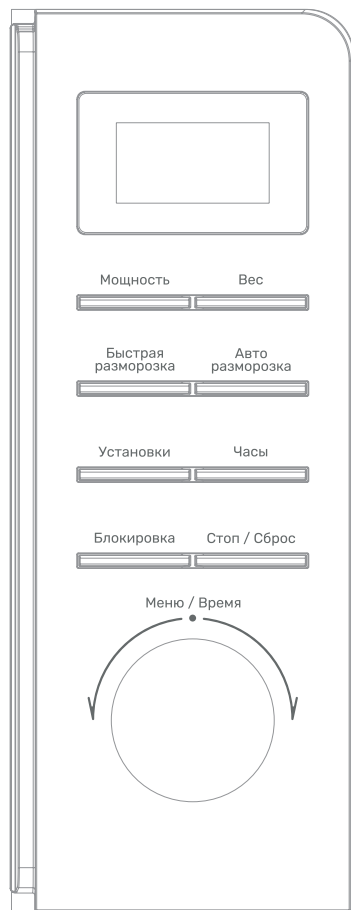 Мощность Вес
Быстрая Авто
разморозка разморозка
Установки Часы
Блокировка Стоп / Сброс
Меню / Время